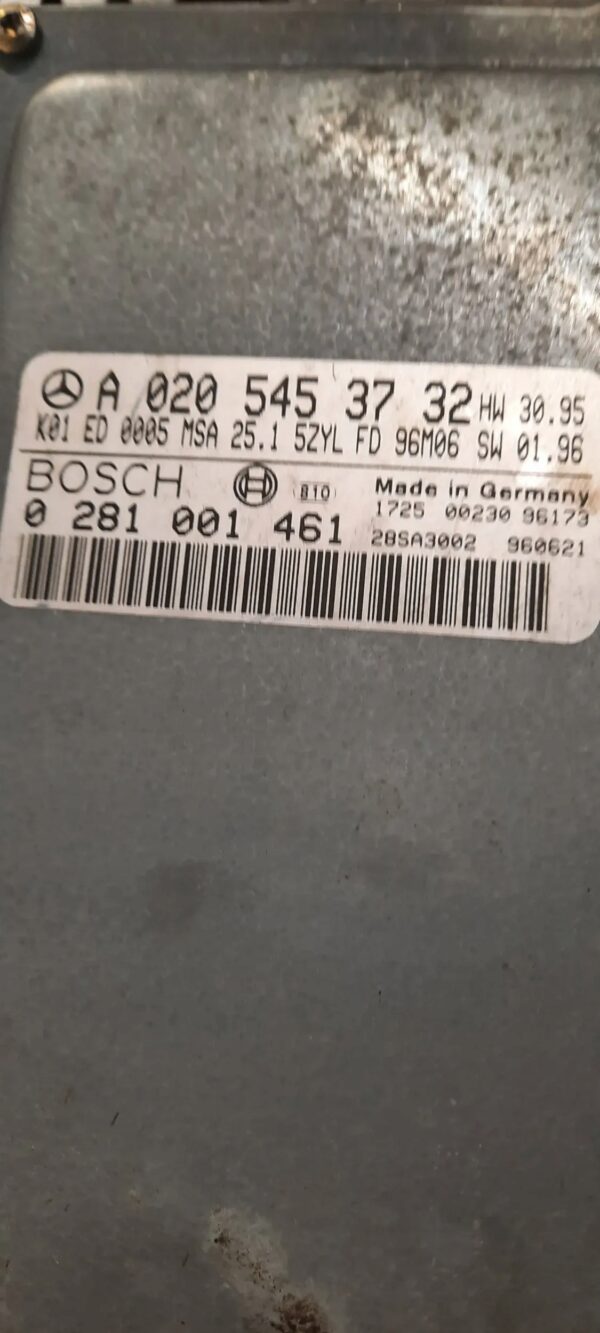 A 020 545 37 32 HW 30.95
K01 ED 0005 MSA 25.1 5ZYL FD 96M06 SW 01.96
BOSCH 810 Made in Germany
0 281 001 461 1725 00230 96173
28SA3002 960621